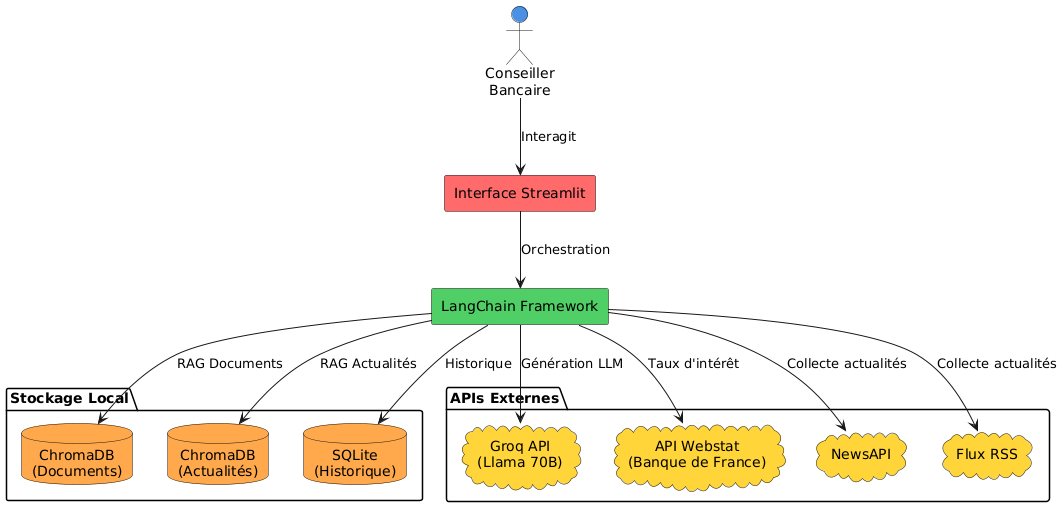 Conseiller
Bancaire
Interagit
Interface Streamlit
Orchestration
LangChain Framework
RAG Documents
RAG Actualités
Historique
Génération LLM
Taux d'intérêt
Collecte actualités
Collecte actualités
Stockage Local
ChromaDB
(Documents)
ChromaDB
(Actualités)
SQLite
(Historique)
APIs Externes
Groq API
(Llama 70B)
API Webstat
(Banque de France)
NewsAPI
Flux RSS